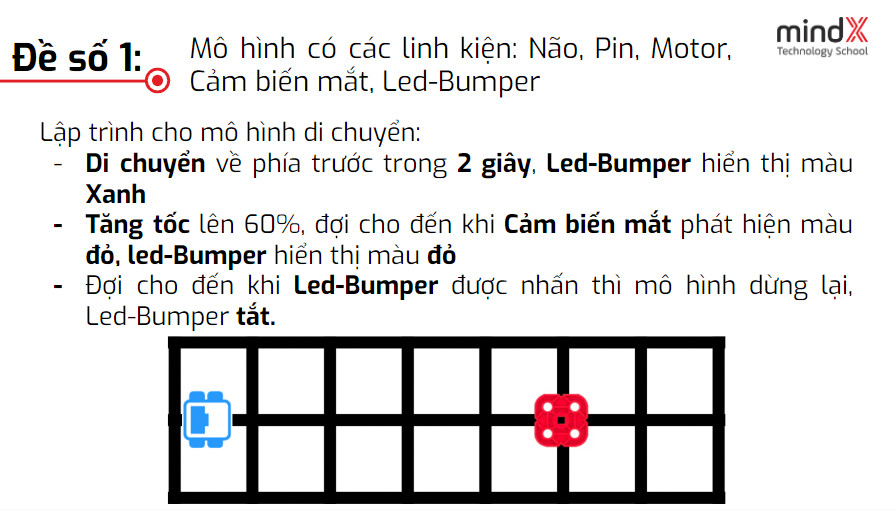 mindX
Technology School
Đề số 1:
Mô hình có các linh kiện: Não, Pin, Motor,
Cảm biến mắt, Led-Bumper
Lập trình cho mô hình di chuyển:
- Di chuyển về phía trước trong 2 giây, Led-Bumper hiển thị màu
Xanh
- Tăng tốc lên 60%, đợi cho đến khi Cảm biến mắt phát hiện màu
đỏ, led-Bumper hiển thị màu đỏ
- Đợi cho đến khi Led-Bumper được nhấn thì mô hình dừng lại,
Led-Bumper tắt.